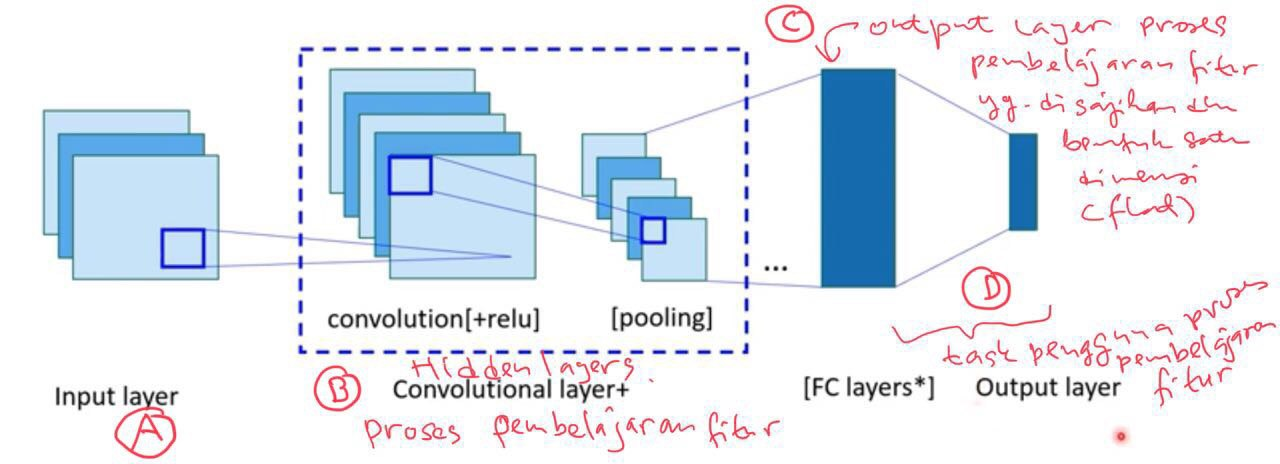 C output layer proses
pembelajaran fitur
yg. disajikan dlm
bentuk satu
dimensi
(flat)
...
convolution[+relu]
[pooling]
D
task pengguna proses
pembelajaran
fitur
Hidden layers.
Input layer
B
Convolutional layer+
[FC layers*]
Output layer
A
proses pembelajaran fitur